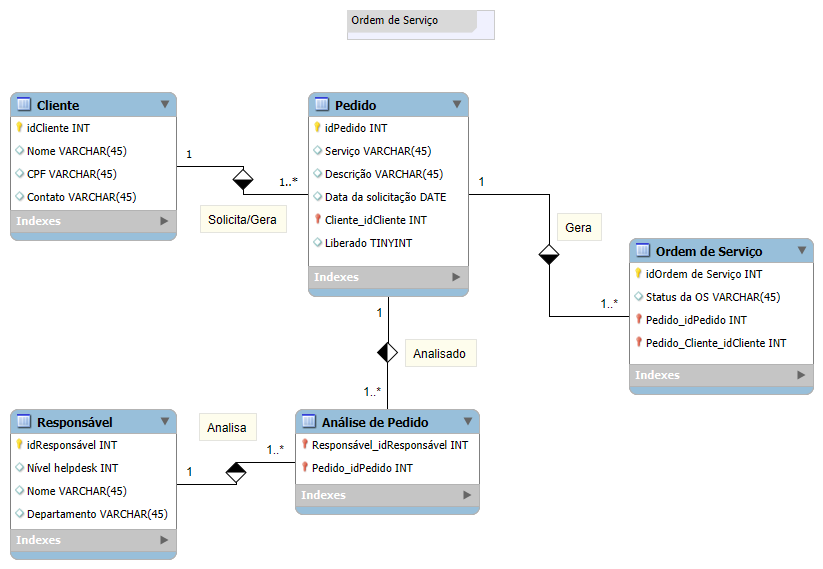 Ordem de Serviço
Cliente
idCliente INT
Nome VARCHAR(45)
CPF VARCHAR(45)
Contato VARCHAR(45)
Indexes
1
1..*
Solicita/Gera
Pedido
idPedido INT
Serviço VARCHAR(45)
Descrição VARCHAR(45)
Data da solicitação DATE
Cliente_idCliente INT
Liberado TINYINT
Indexes
1
Gera
1..*
Ordem de Serviço
idOrdem de Serviço INT
Status da OS VARCHAR(45)
Pedido_idPedido INT
Pedido_Cliente_idCliente INT
Indexes
1
Analisado
1..*
Responsável
idResponsável INT
Nível helpdesk INT
Nome VARCHAR(45)
Departamento VARCHAR(45)
Indexes
Analisa
1
1..*
Análise de Pedido
Responsável_idResponsável INT
Pedido_idPedido INT
Indexes